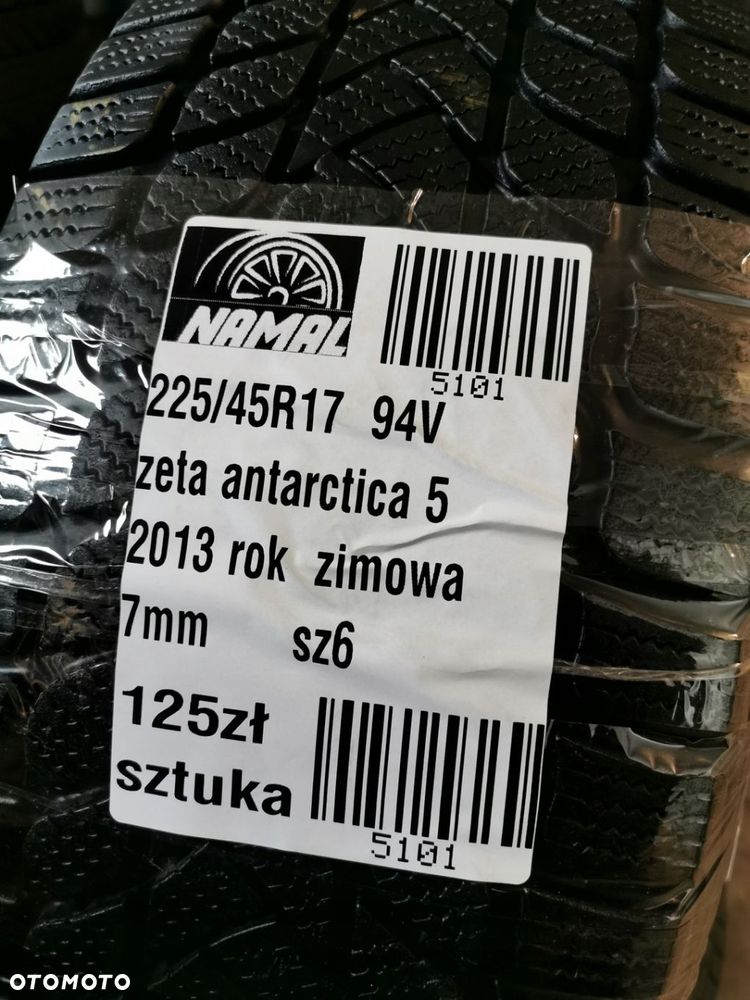 NAMAL
5101
225/45R17 94V
zeta antarctica 5
2013 rok zimowa
7mm sz6
125zł
sztuka
5101
OTOMOTO